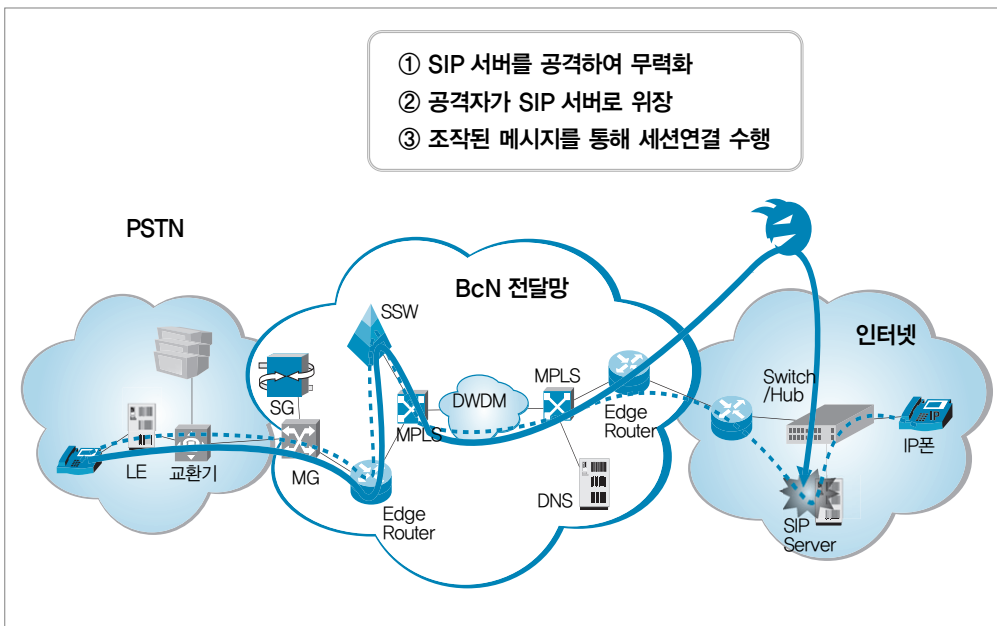 ① SIP 서버를 공격하여 무력화
② 공격자가 SIP 서버로 위장
③ 조작된 메시지를 통해 세션연결 수행
PSTN
BcN 전달망
인터넷
SSW
SG
MPLS
DWDM
MPLS
Edge
Router
Switch
/Hub
IP
IP폰
LE
교환기
MG
Edge
Router
DNS
SIP
Server